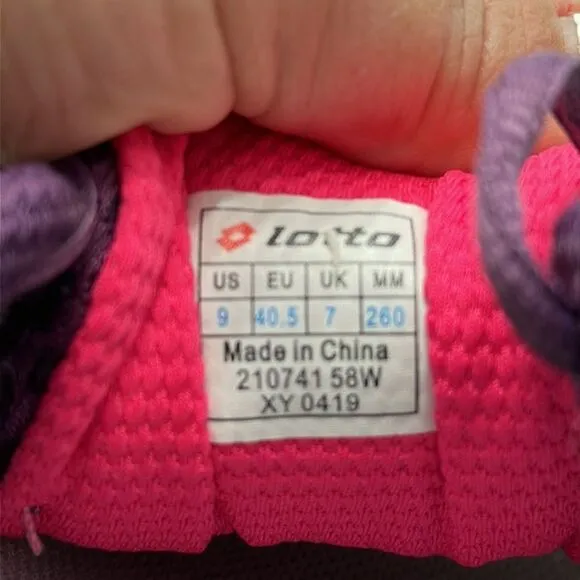 lotto
US EU UK MM
9 40.5 7 260
Made in China
210741 58W
XY 0419